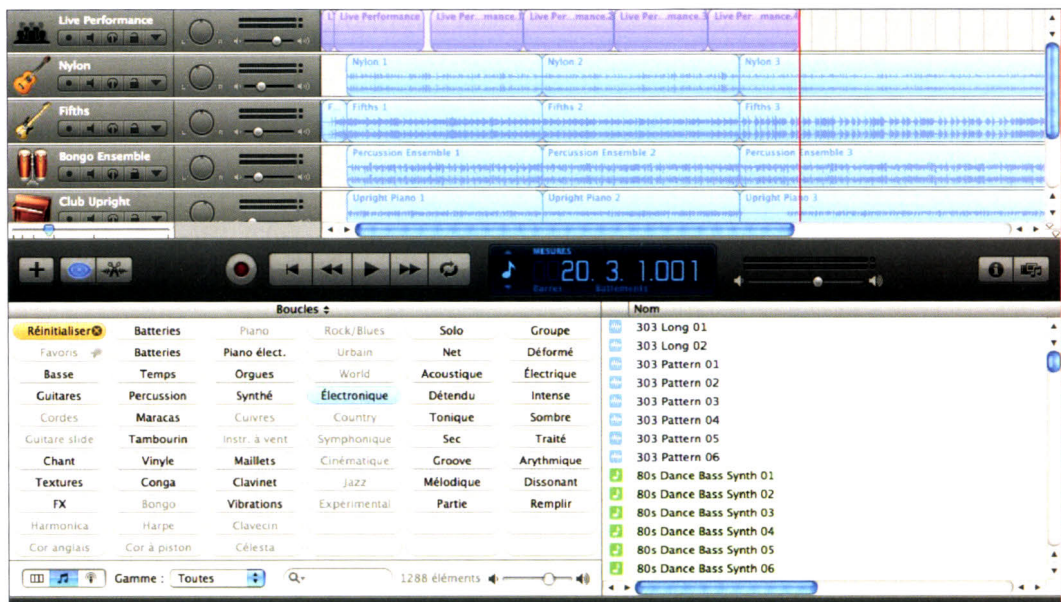 Live Performance
L Live Performance Live Per...mance.1 Live Per...mance.2 Live Per...mance.3 Live Per...mance.4
Nylon
Nylon 1 Nylon 2 Nylon 3
Fifths
F... Fifths 1 Fifths 2 Fifths 3
Bongo Ensemble
Percussion Ensemble 1 Percussion Ensemble 2 Percussion Ensemble 3
Club Upright
Upright Piano 1 Upright Piano 2 Upright Piano 3
MESURES
20. 3. 1.001
Barres Battements
Boucles
Nom
Réinitialiser Batteries Piano Rock/Blues Solo Groupe
Favoris Batteries Piano élect. Urbain Net Déformé
Basse Temps Orgues World Acoustique Électrique
Guitares Percussion Synthé Électronique Détendu Intense
Cordes Maracas Cuivres Country Tonique Sombre
Guitare slide Tambourin Instr. à vent Symphonique Sec Traité
Chant Vinyle Maillets Cinématique Groove Arythmique
Textures Conga Clavinet Jazz Mélodique Dissonant
FX Bongo Vibrations Expérimental Partie Remplir
Harmonica Harpe Clavecin
Cor anglais Cor à piston Célesta
303 Long 01
303 Long 02
303 Pattern 01
303 Pattern 02
303 Pattern 03
303 Pattern 04
303 Pattern 05
303 Pattern 06
80s Dance Bass Synth 01
80s Dance Bass Synth 02
80s Dance Bass Synth 03
80s Dance Bass Synth 04
80s Dance Bass Synth 05
80s Dance Bass Synth 06
Gamme : Toutes 1288 éléments